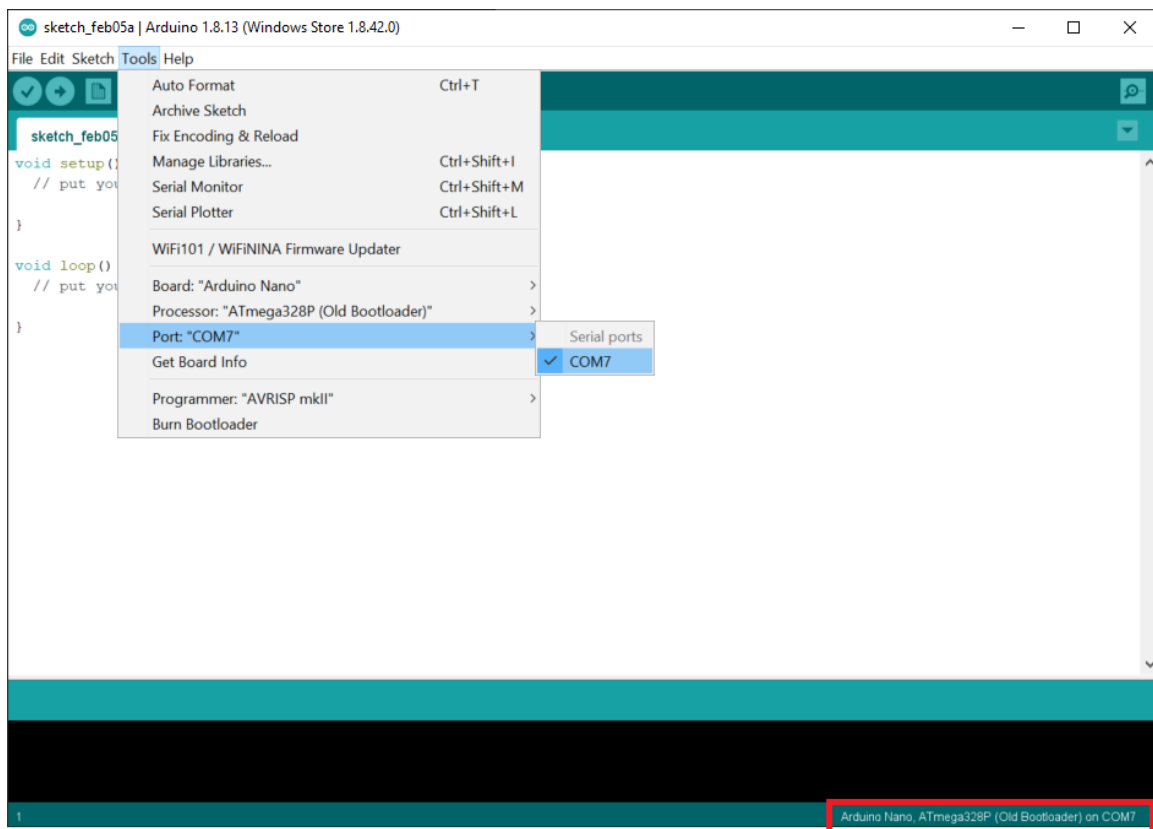 sketch_feb05a | Arduino 1.8.13 (Windows Store 1.8.42.0)
File Edit Sketch Tools Help
sketch_feb05
void setup()
// put you
}
void loop()
// put you
}
Auto Format Ctrl+T
Archive Sketch
Fix Encoding & Reload
Manage Libraries... Ctrl+Shift+I
Serial Monitor Ctrl+Shift+M
Serial Plotter Ctrl+Shift+L
WiFi101 / WiFiNINA Firmware Updater
Board: "Arduino Nano"
Processor: "ATmega328P (Old Bootloader)"
Port: "COM7"
Get Board Info
Programmer: "AVRISP mkII"
Burn Bootloader
Serial ports
COM7
1 Arduino Nano, ATmega328P (Old Bootloader) on COM7